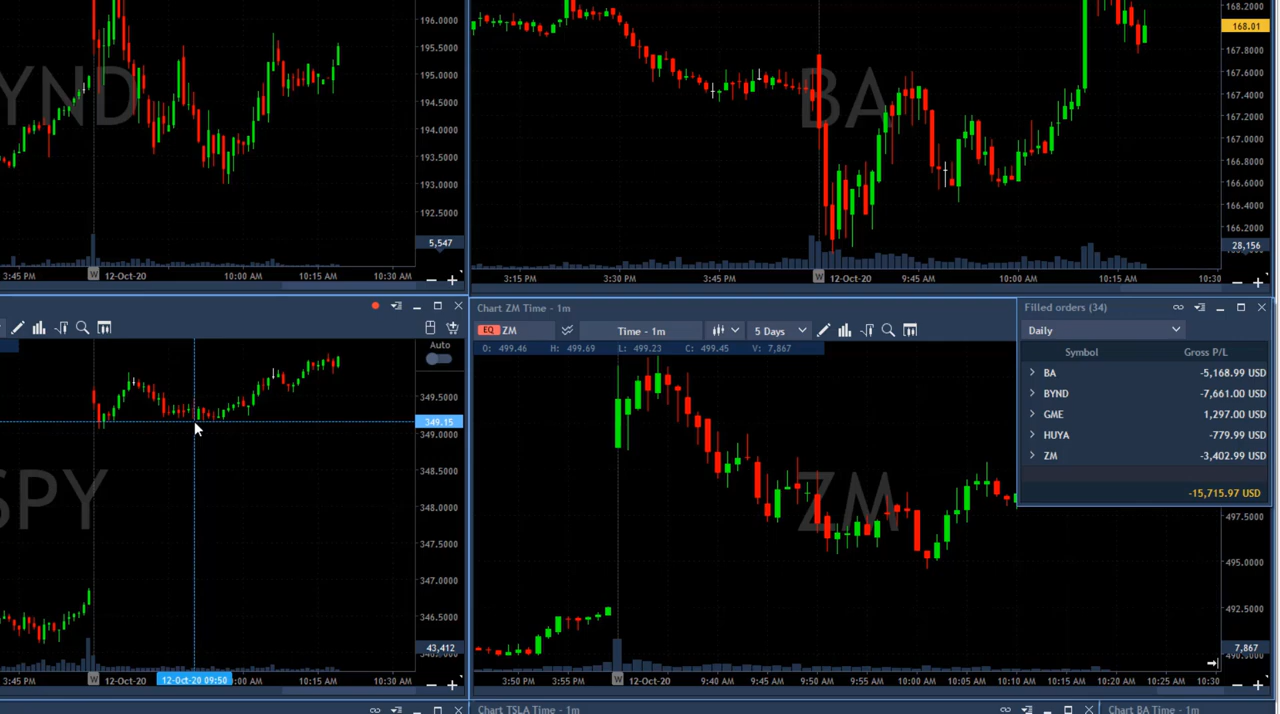 196.0000
195.5000
195.0000
194.5000
194.0000
193.5000
193.0000
192.5000
5,547
YND
3:45 PM W 12-Oct-20 10:00 AM 10:15 AM 10:30 AM
168.2000
168.01
167.8000
167.6000
167.4000
167.2000
167.0000
166.8000
166.6000
166.4000
166.2000
28,156
BA
3:15 PM 3:30 PM 3:45 PM W 12-Oct-20 9:45 AM 10:00 AM 10:15 AM 10:30
Auto
349.5000
349.15
349.0000
348.5000
348.0000
347.5000
347.0000
346.5000
43,412
SPY
3:45 PM W 12-Oct-20 12-Oct-20 09:50 :00 AM 10:15 AM 10:30 AM
Chart ZM Time - 1m
EQ ZM Time - 1m 5 Days
O: 499.46 H: 499.69 L: 499.23 C: 499.45 V: 7,867
ZM
497.5000
495.0000
492.5000
7,867
3:50 PM 3:55 PM W 12-Oct-20 9:40 AM 9:45 AM 9:50 AM 9:55 AM 10:00 AM 10:05 AM 10:10 AM 10:15 AM 10:25 AM 10:30
Filled orders (34)
Daily
Symbol Gross P/L
BA -5,168.99 USD
BYND -7,661.00 USD
GME 1,297.00 USD
HUYA -779.99 USD
ZM -3,402.99 USD
-15,715.97 USD
Chart TSLA Time - 1m
Chart BA Time - 1m